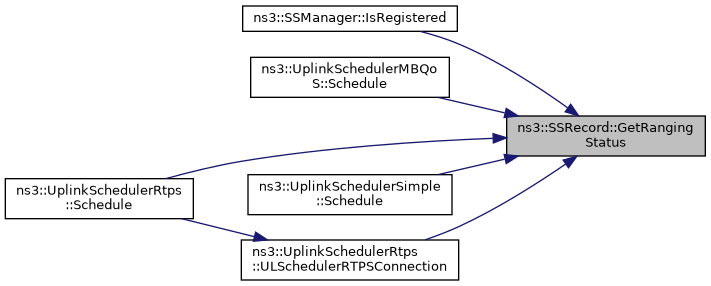 ns3::SSManager::IsRegistered
ns3::UplinkSchedulerMBQo
S::Schedule
ns3::SSRecord::GetRanging
Status
ns3::UplinkSchedulerRtps
::Schedule
ns3::UplinkSchedulerSimple
::Schedule
ns3::UplinkSchedulerRtps
::ULSchedulerRTPSConnection